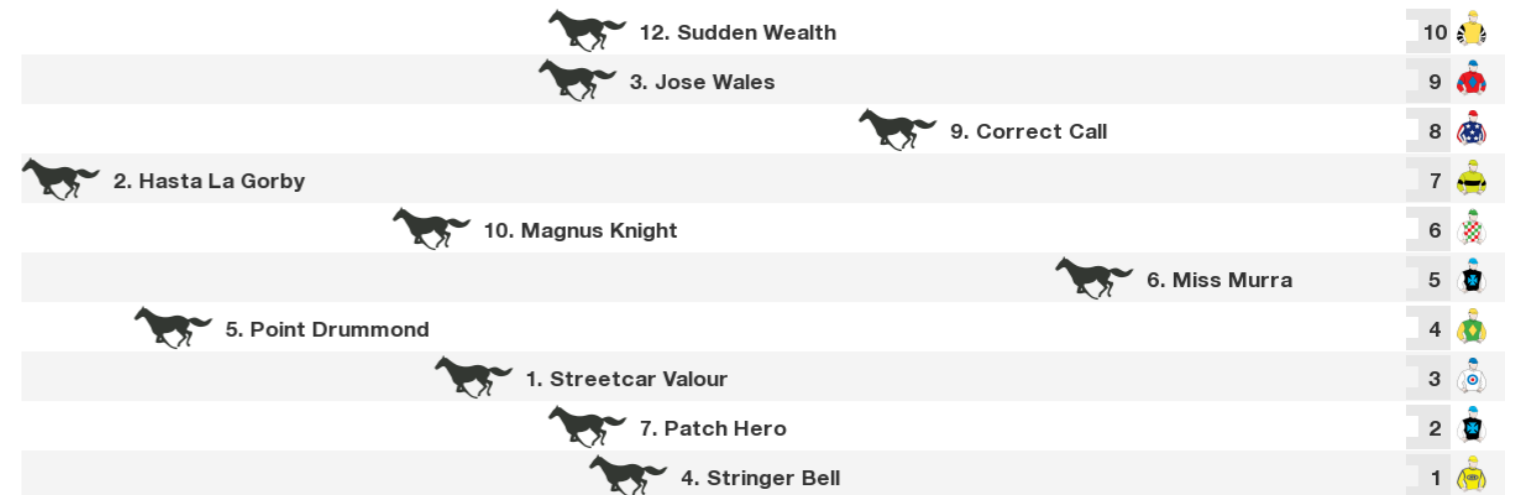 12. Sudden Wealth 10
3. Jose Wales 9
9. Correct Call 8
2. Hasta La Gorby 7
10. Magnus Knight 6
6. Miss Murra 5
5. Point Drummond 4
1. Streetcar Valour 3
7. Patch Hero 2
4. Stringer Bell 1